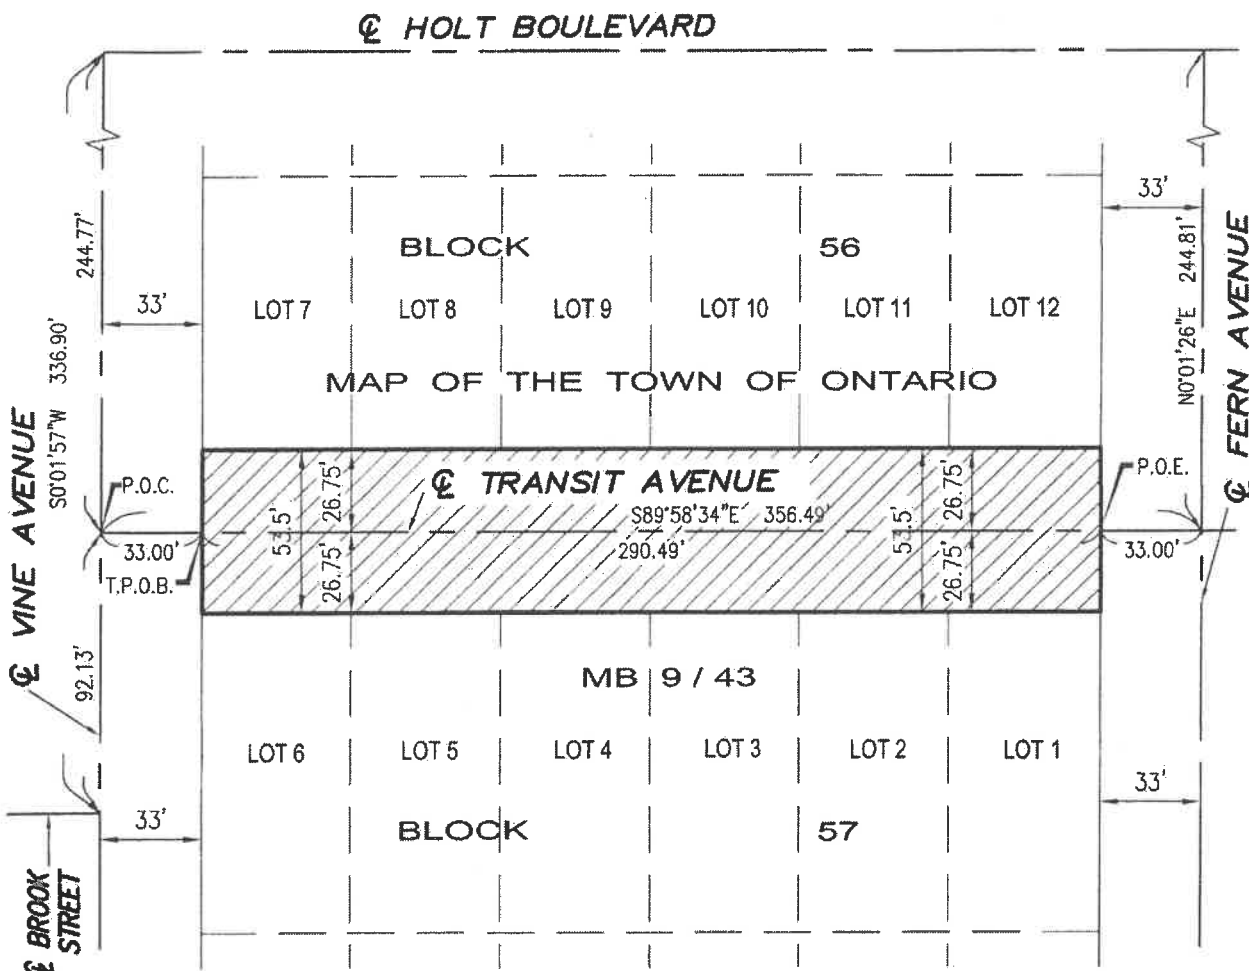 ℄ HOLT BOULEVARD
33'
244.77'
BLOCK 56
N0°01'26"E 244.81'
33'
LOT 7 LOT 8 LOT 9 LOT 10 LOT 11 LOT 12
S0°01'57"W 336.90'
MAP OF THE TOWN OF ONTARIO
℄ FERN AVENUE
℄ VINE AVENUE
P.O.C.
P.O.E.
26.75'
℄ TRANSIT AVENUE
26.75'
53.5'
S89°58'34"E 356.49'
53.5'
33.00'
290.49'
33.00'
T.P.O.B.
26.75'
26.75'
92.13'
MB 9 / 43
LOT 6 LOT 5 LOT 4 LOT 3 LOT 2 LOT 1
33'
33'
BLOCK 57
℄ BROOK
STREET